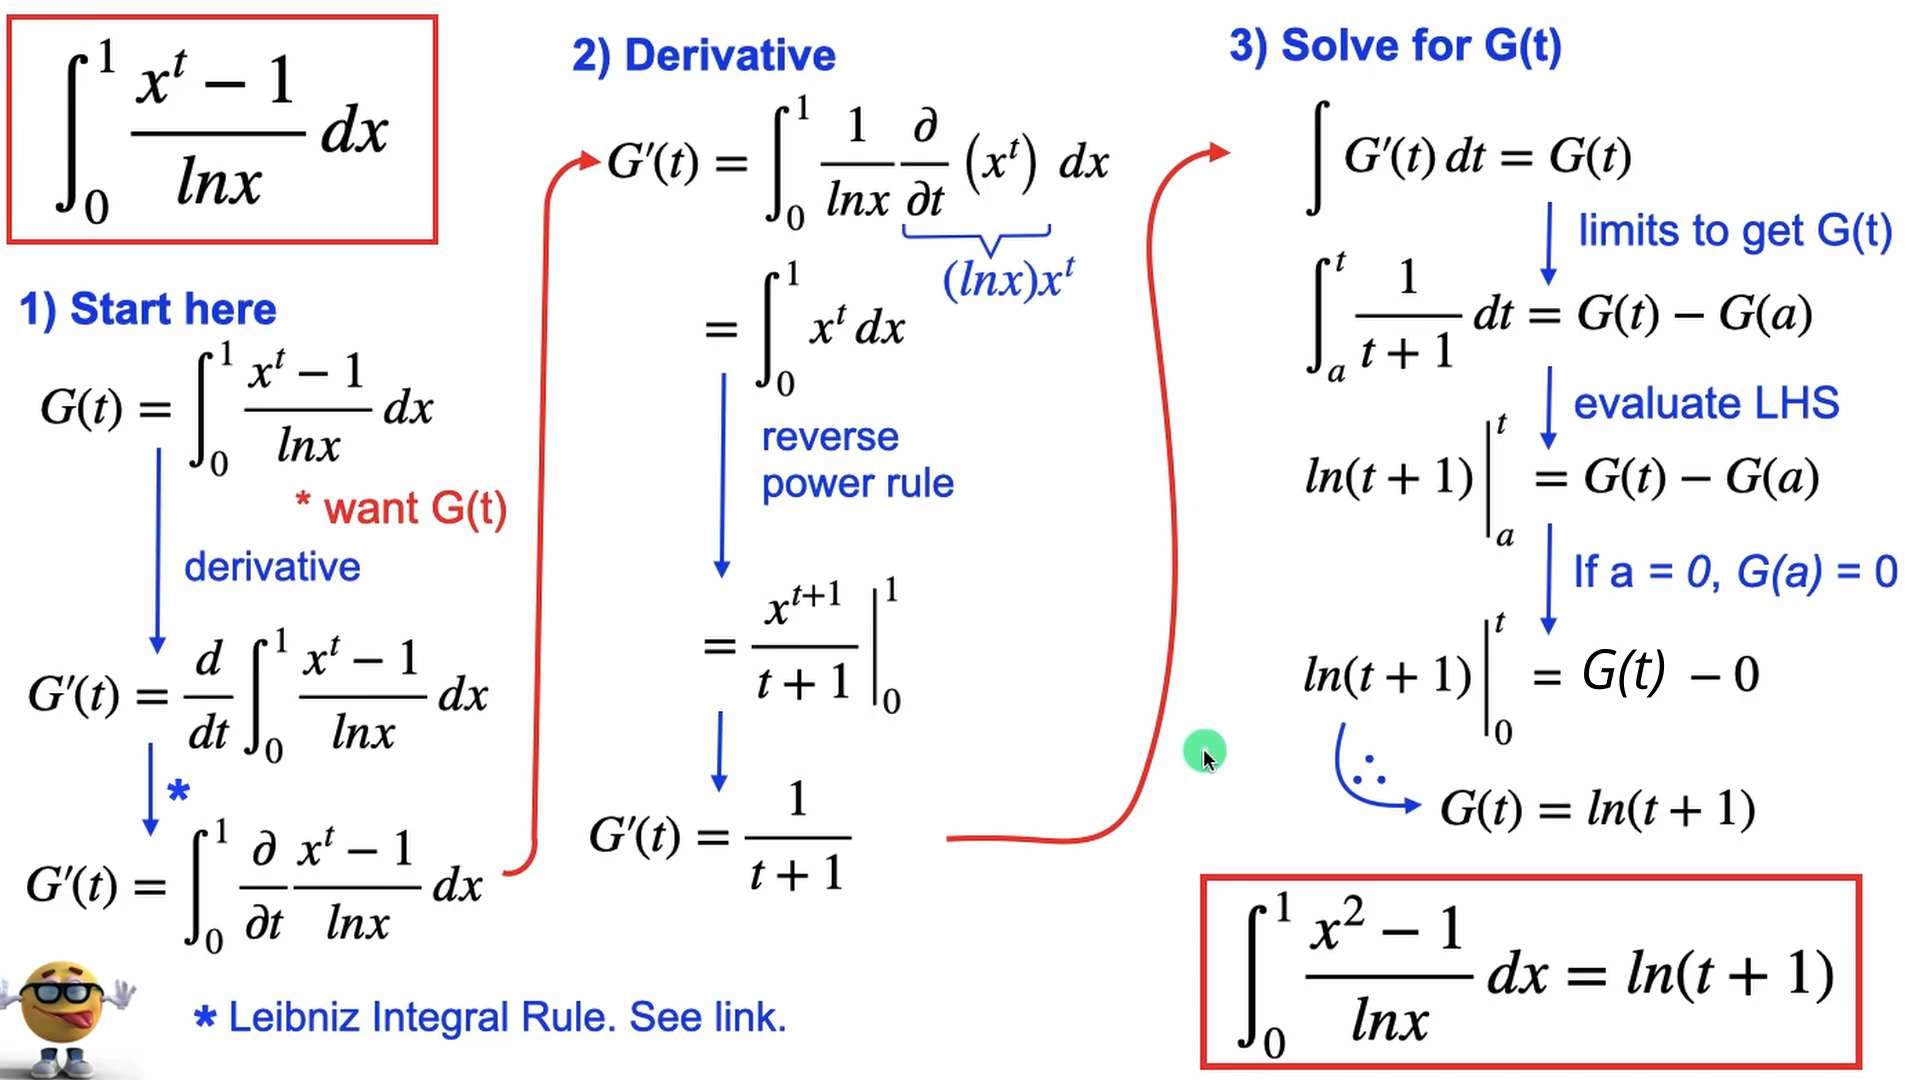 ∫₀¹ (xᵗ − 1)/(lnx) dx
1) Start here
G(t) = ∫₀¹ (xᵗ − 1)/(lnx) dx
* want G(t)
derivative
G′(t) = d/dt ∫₀¹ (xᵗ − 1)/(lnx) dx
*
G′(t) = ∫₀¹ ∂/∂t (xᵗ − 1)/(lnx) dx
* Leibniz Integral Rule. See link.
2) Derivative
G′(t) = ∫₀¹ 1/(lnx) ∂/∂t (xᵗ) dx
(lnx)xᵗ
= ∫₀¹ xᵗ dx
reverse
power rule
= xᵗ⁺¹/(t + 1) |₀¹
G′(t) = 1/(t + 1)
3) Solve for G(t)
∫ G′(t) dt = G(t)
limits to get G(t)
∫ₐᵗ 1/(t + 1) dt = G(t) − G(a)
evaluate LHS
ln(t + 1) |ₐᵗ = G(t) − G(a)
If a = 0, G(a) = 0
ln(t + 1) |₀ᵗ = G(t) − 0
∴
G(t) = ln(t + 1)
∫₀¹ (x² − 1)/(lnx) dx = ln(t + 1)